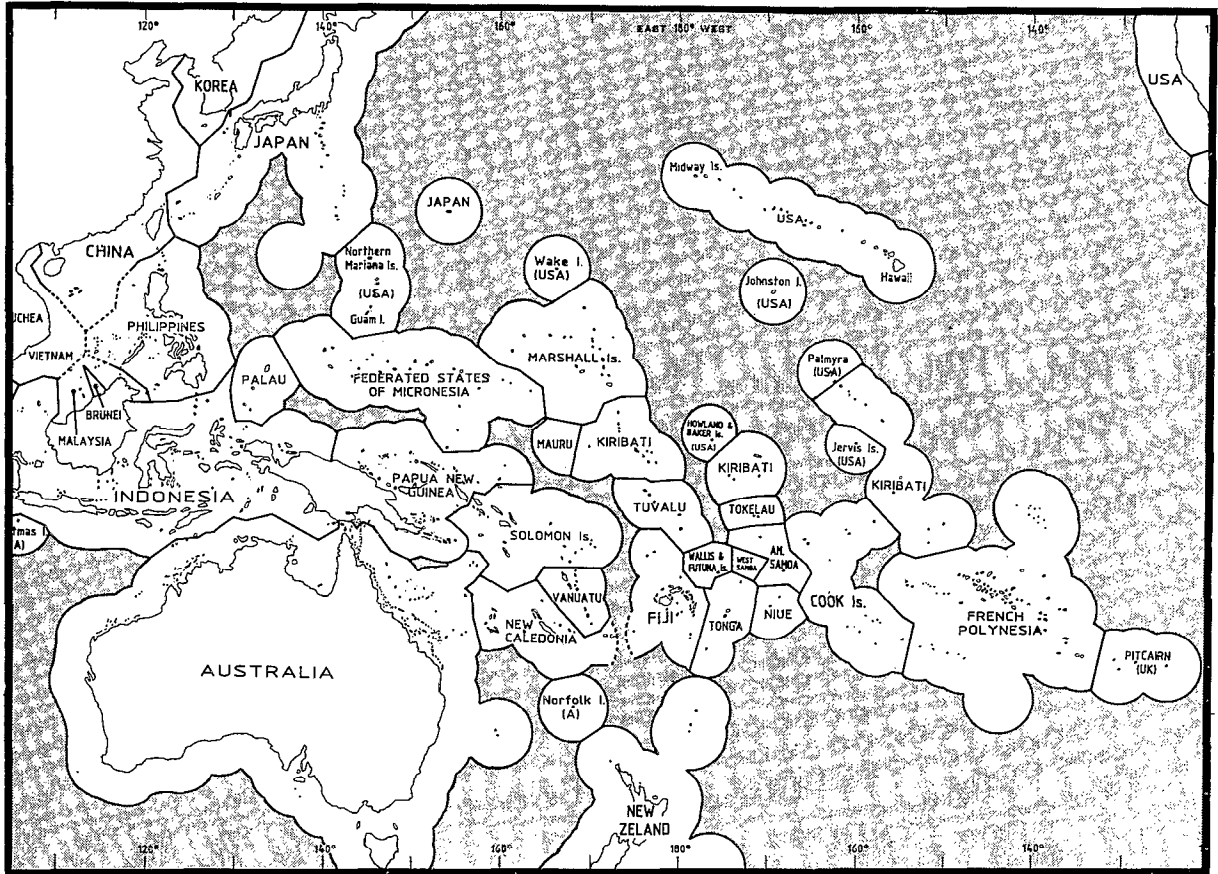 120°
140°
160°
EAST 180° WEST
160°
140°
KOREA
JAPAN
USA
Midway Is.
USA
Hawaii
JAPAN
CHINA
Northern
Mariana Is.
(USA)
Guam I.
Wake I.
(USA)
Johnston I.
(USA)
UCHEA
VIETNAM
PHILIPPINES
PALAU
FEDERATED STATES
OF MICRONESIA
MARSHALL Is.
Palmyra
(USA)
BRUNEI
MALAYSIA
MAURU
KIRIBATI
HOWLAND &
BAKER Is.
(USA)
Jervis Is.
(USA)
KIRIBATI
KIRIBATI
INDONESIA
PAPUA NEW
GUINEA
TUVALU
TOKELAU
tmas I.
A)
SOLOMON Is.
WALLIS &
FUTUNA Is.
WEST
SAMOA
AM.
SAMOA
VANUATU
NEW
CALEDONIA
FIJI
TONGA
NIUE
COOK Is.
FRENCH
POLYNESIA
PITCAIRN
(UK)
AUSTRALIA
Norfolk I.
(A)
NEW
ZELAND
120°
140°
160°
180°
160°
140°